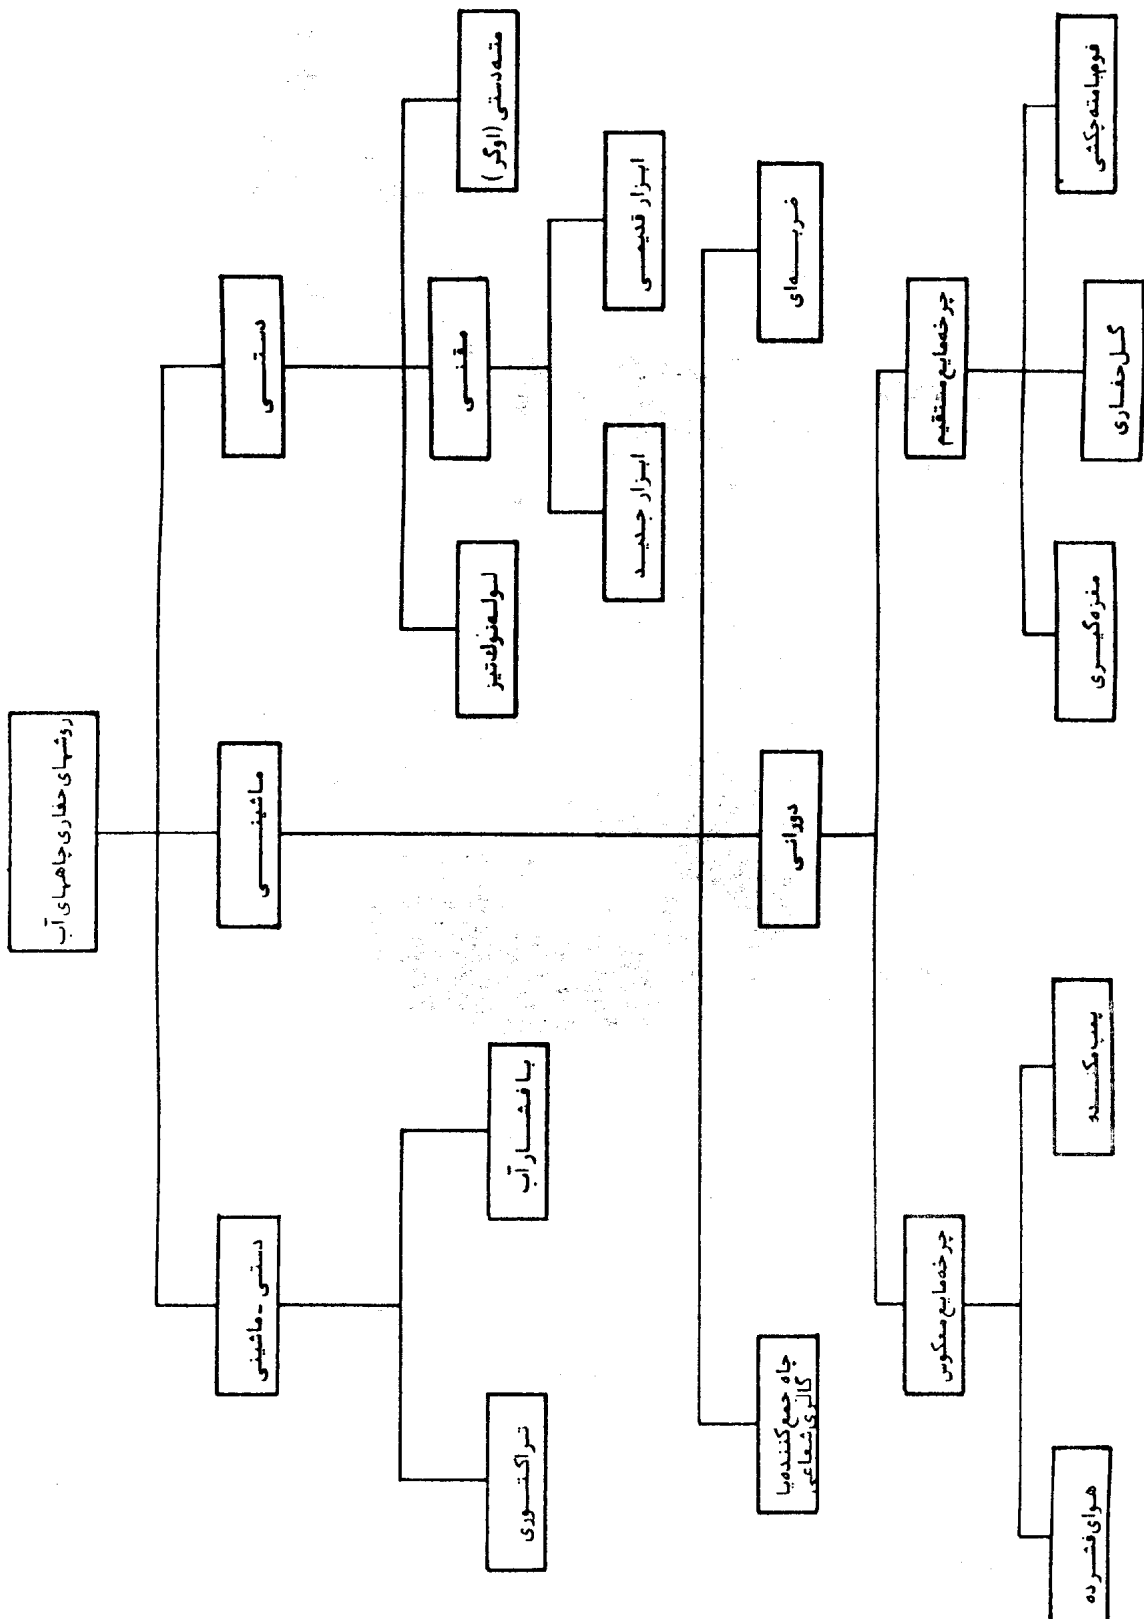 روشهای حفاری چاههای آب
دستی
ماشینی
دستی - ماشینی
مته دستی (اوگر)
مقنی
لوله نوک تیز
با فشار آب
تراکتوری
ابزار قدیمی
ابزار جدید
ضربه‌ای
دورانی
چاه جمع کننده یا
گالری شعاعی
چرخه مایع مستقیم
چرخه مایع معکوس
فوم یا مته چکشی
گل حفاری
مغزه گیری
پمپ مکنده
هوای فشرده